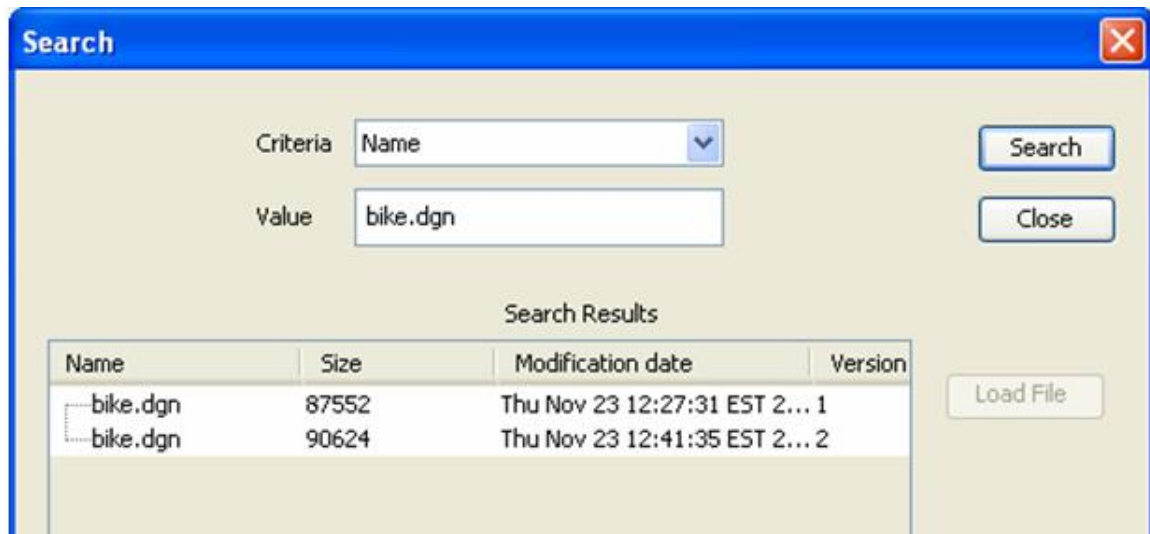 Search
Criteria Name
Search
Value bike.dgn
Close
Search Results
Name Size Modification date Version
bike.dgn 87552 Thu Nov 23 12:27:31 EST 2... 1
Load File
bike.dgn 90624 Thu Nov 23 12:41:35 EST 2... 2